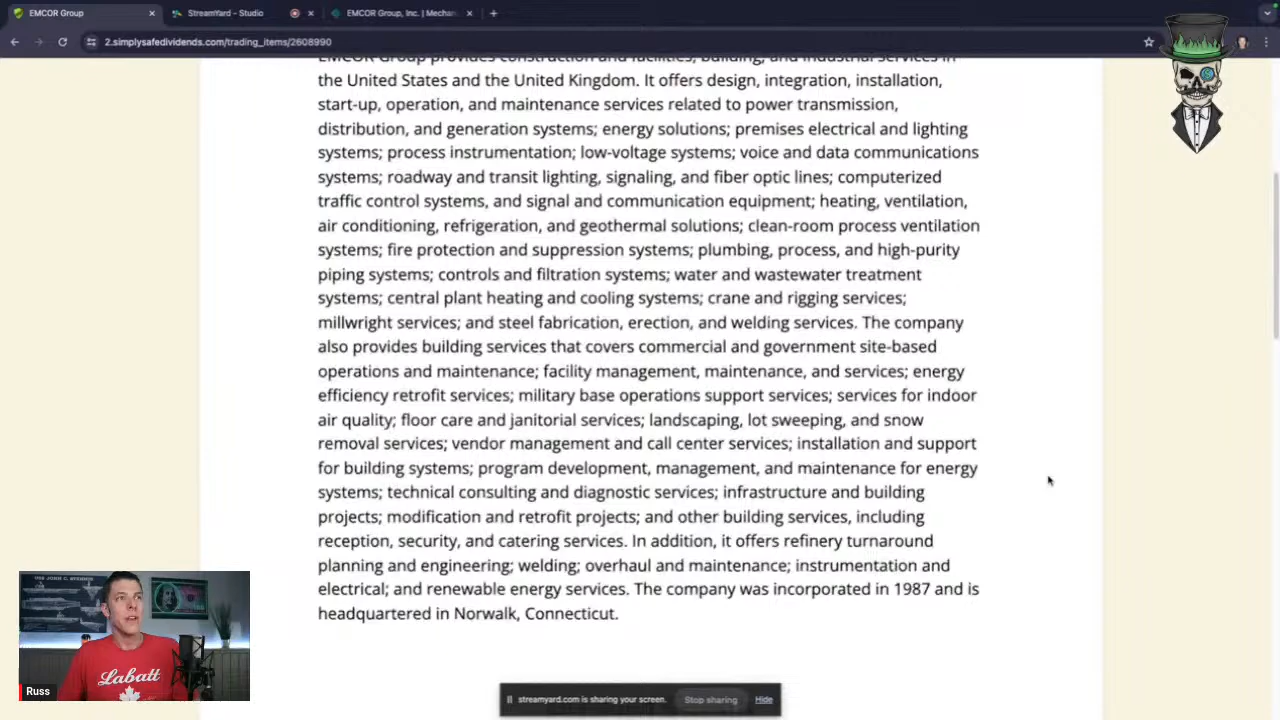 EMCOR Group
StreamYard - Studio
EMCOR Group, Inc. | Mechan
2.simplysafedividends.com/trading_items/2608990
EMCOR Group provides construction and facilities, building, and industrial services in
the United States and the United Kingdom. It offers design, integration, installation,
start-up, operation, and maintenance services related to power transmission,
distribution, and generation systems; energy solutions; premises electrical and lighting
systems; process instrumentation; low-voltage systems; voice and data communications
systems; roadway and transit lighting, signaling, and fiber optic lines; computerized
traffic control systems, and signal and communication equipment; heating, ventilation,
air conditioning, refrigeration, and geothermal solutions; clean-room process ventilation
systems; fire protection and suppression systems; plumbing, process, and high-purity
piping systems; controls and filtration systems; water and wastewater treatment
systems; central plant heating and cooling systems; crane and rigging services;
millwright services; and steel fabrication, erection, and welding services. The company
also provides building services that covers commercial and government site-based
operations and maintenance; facility management, maintenance, and services; energy
efficiency retrofit services; military base operations support services; services for indoor
air quality; floor care and janitorial services; landscaping, lot sweeping, and snow
removal services; vendor management and call center services; installation and support
for building systems; program development, management, and maintenance for energy
systems; technical consulting and diagnostic services; infrastructure and building
projects; modification and retrofit projects; and other building services, including
reception, security, and catering services. In addition, it offers refinery turnaround
planning and engineering; welding; overhaul and maintenance; instrumentation and
electrical; and renewable energy services. The company was incorporated in 1987 and is
headquartered in Norwalk, Connecticut.
Labatt
Russ
streamyard.com is sharing your screen.
Stop sharing
Hide